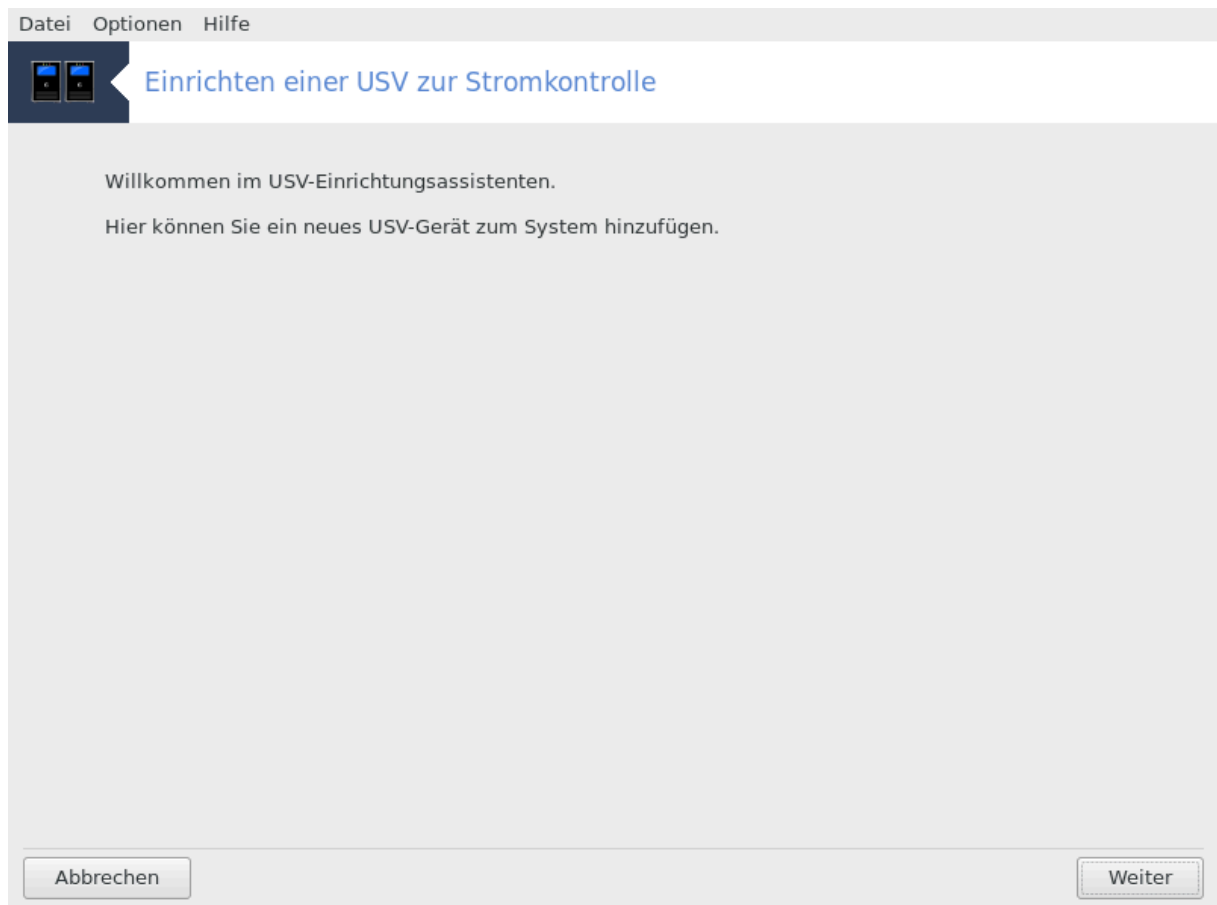 Datei Optionen Hilfe
Einrichten einer USV zur Stromkontrolle
Willkommen im USV-Einrichtungsassistenten.
Hier können Sie ein neues USV-Gerät zum System hinzufügen.
Abbrechen Weiter